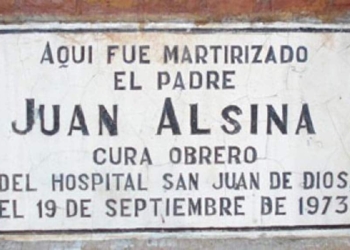 AQUI FUE MARTIRIZADO
EL PADRE
JUAN ALSINA
CURA OBRERO
DEL HOSPITAL SAN JUAN DE DIOS
EL 19 DE SEPTIEMBRE DE 1973